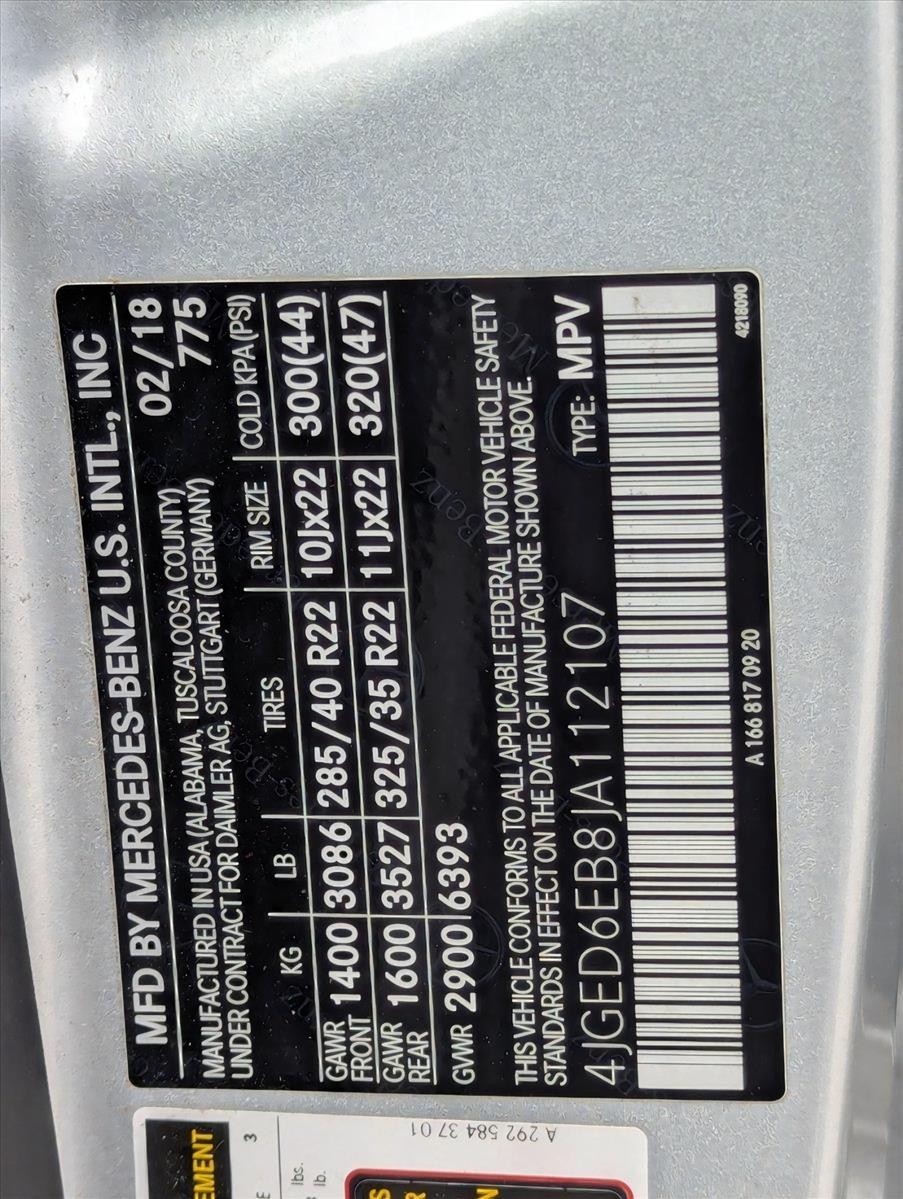 MFD BY MERCEDES-BENZ U.S. INTL., INC
MANUFACTURED IN USA (ALABAMA, TUSCALOOSA COUNTY) 02/18
UNDER CONTRACT FOR DAIMLER AG, STUTTGART (GERMANY) 775
KG LB TIRES RIM SIZE COLD KPA (PSI)
GAWR FRONT 1400 3086 285/40 R22 10Jx22 300(44)
GAWR REAR 1600 3527 325/35 R22 11Jx22 320(47)
GVWR 2900 6393
THIS VEHICLE CONFORMS TO ALL APPLICABLE FEDERAL MOTOR VEHICLE SAFETY
STANDARDS IN EFFECT ON THE DATE OF MANUFACTURE SHOWN ABOVE.
4JGED6EB8JA112107 TYPE: MPV
A 166 817 09 20 4218090
A 292 584 37 01
EMENT
3
lbs.
lb.